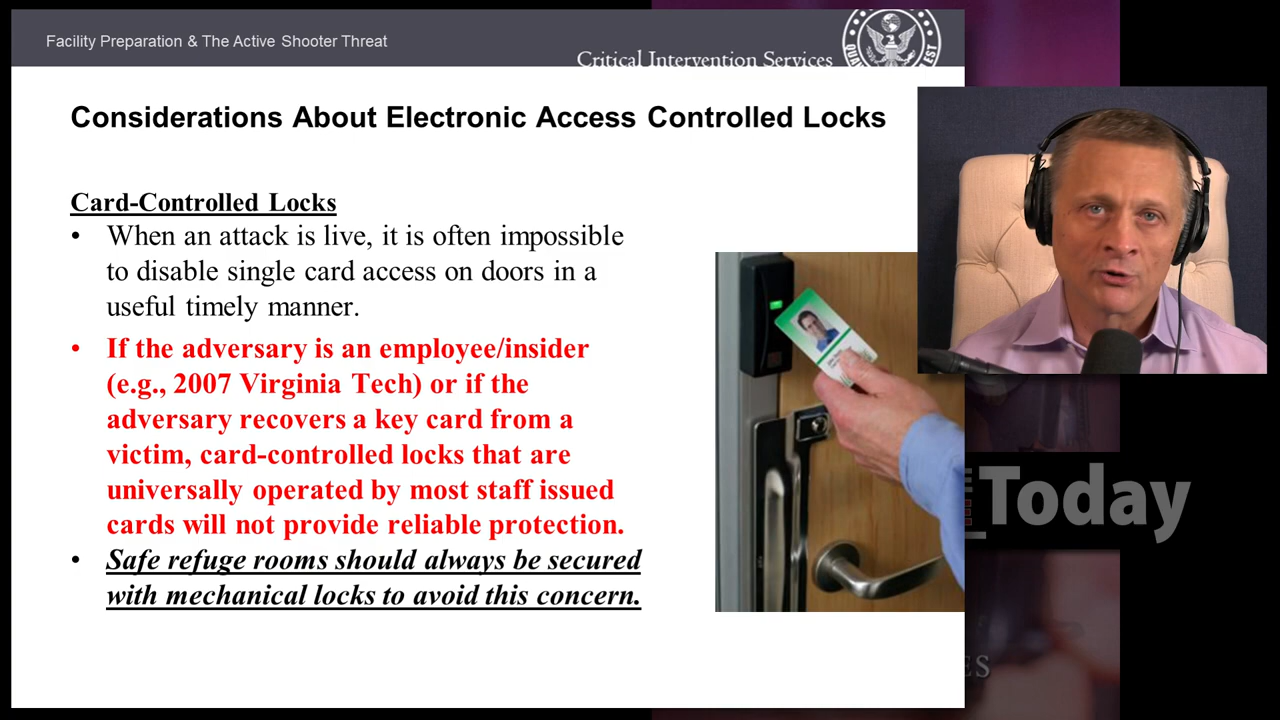 Facility Preparation & The Active Shooter Threat
Critical Intervention Services
Considerations About Electronic Access Controlled Locks
Card-Controlled Locks
• When an attack is live, it is often impossible
to disable single card access on doors in a
useful timely manner.
• If the adversary is an employee/insider
(e.g., 2007 Virginia Tech) or if the
adversary recovers a key card from a
victim, card-controlled locks that are
universally operated by most staff issued
cards will not provide reliable protection.
• Safe refuge rooms should always be secured
with mechanical locks to avoid this concern.
Today
ES